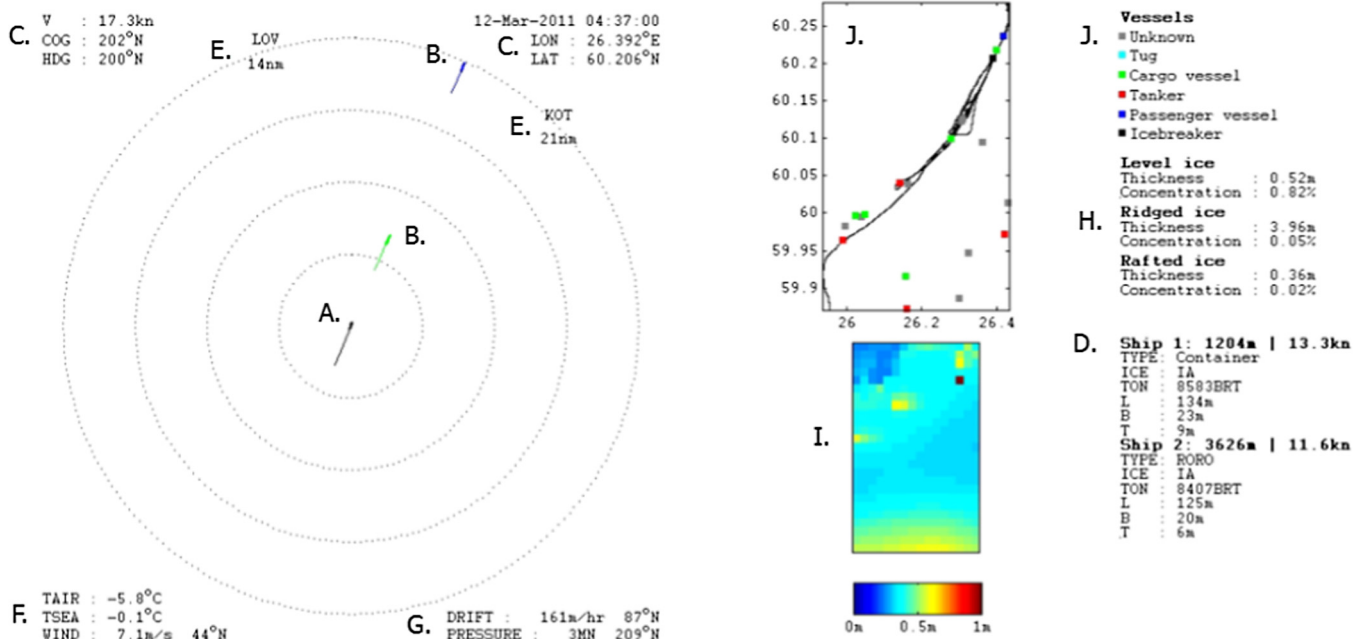 C.
V : 17.3kn
COG : 202°N
HDG : 200°N
E.
LOV
14nm
B.
12-Mar-2011 04:37:00
C.
LON : 26.392°E
LAT : 60.206°N
E.
KOT
21nm
B.
A.
F.
TAIR : -5.8°C
TSEA : -0.1°C
WIND : 7.1m/s 44°N
G.
DRIFT : 161m/hr 87°N
PRESSURE : 3MN 209°N
J.
60.25
60.2
60.15
60.1
60.05
60
59.95
59.9
26 26.2 26.4
I.
0m 0.5m 1m
J.
Vessels
Unknown
Tug
Cargo vessel
Tanker
Passenger vessel
Icebreaker
H.
Level ice
Thickness : 0.52m
Concentration : 0.82%
Ridged ice
Thickness : 3.96m
Concentration : 0.05%
Rafted ice
Thickness : 0.36m
Concentration : 0.02%
D.
Ship 1: 1204m | 13.3kn
TYPE: Container
ICE : IA
TON : 8583BRT
L : 134m
B : 23m
T : 9m
Ship 2: 3626m | 11.6kn
TYPE: RORO
ICE : IA
TON : 8407BRT
L : 125m
B : 20m
T : 6m